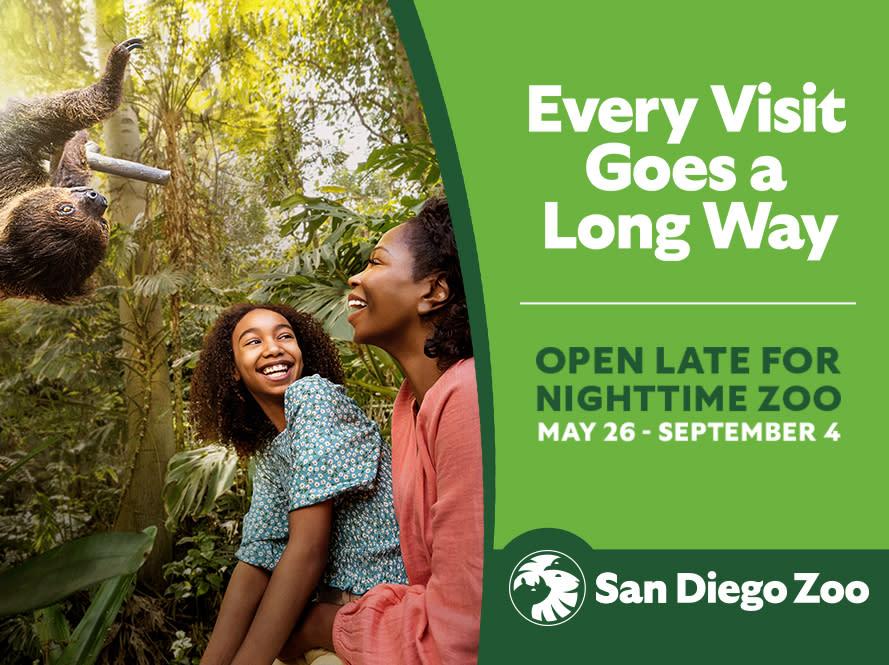 Every Visit
Goes a
Long Way
OPEN LATE FOR
NIGHTTIME ZOO
MAY 26 - SEPTEMBER 4
San Diego Zoo